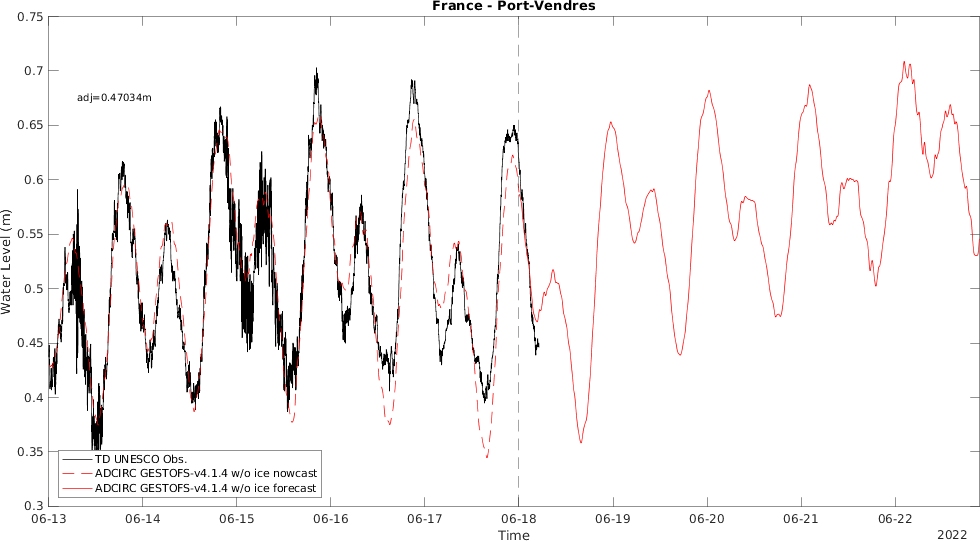 France - Port-Vendres
0.75
0.7
0.65
0.6
0.55
0.5
0.45
0.4
0.35
0.3
Water Level (m)
adj=0.47034m
TD UNESCO Obs.
ADCIRC GESTOFS-v4.1.4 w/o ice nowcast
ADCIRC GESTOFS-v4.1.4 w/o ice forecast
06-13 06-14 06-15 06-16 06-17 06-18 06-19 06-20 06-21 06-22
Time
2022